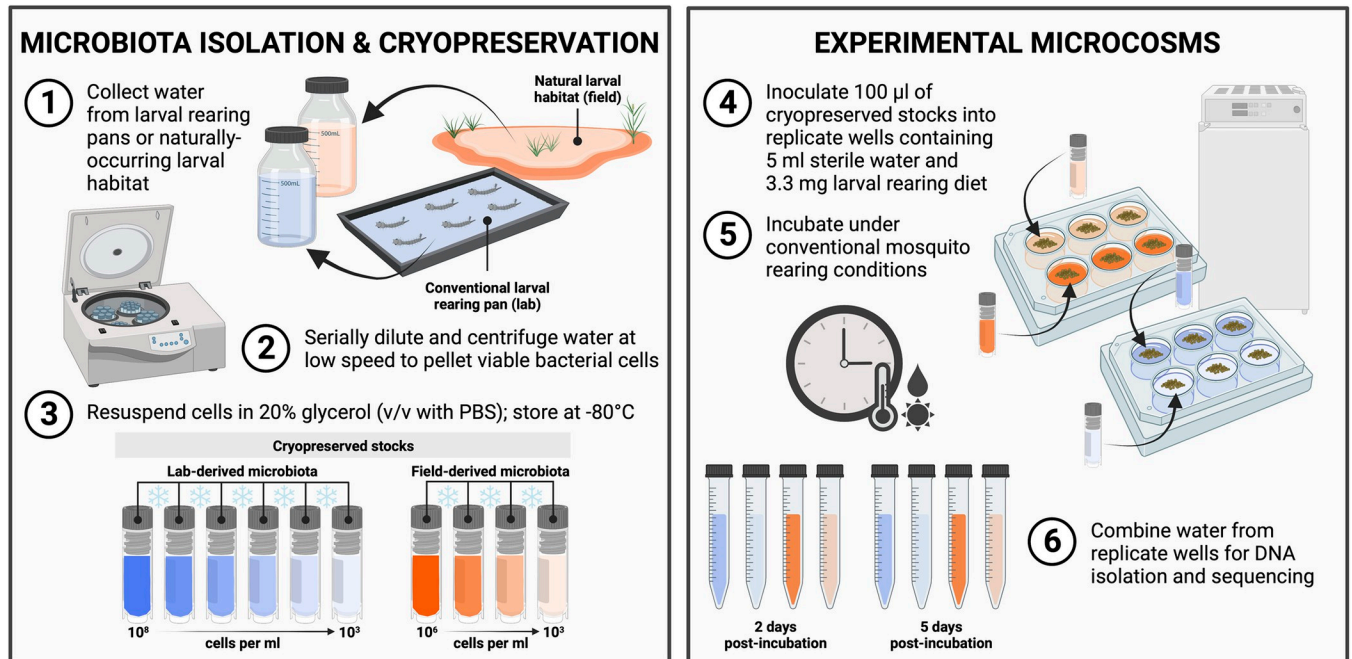 MICROBIOTA ISOLATION & CRYOPRESERVATION
1
Collect water
from larval rearing
pans or naturally-
occurring larval
habitat
500mL
500mL
Natural larval
habitat (field)
Conventional larval
rearing pan (lab)
2
Serially dilute and centrifuge water at
low speed to pellet viable bacterial cells
3
Resuspend cells in 20% glycerol (v/v with PBS); store at -80°C
Cryopreserved stocks
Lab-derived microbiota
Field-derived microbiota
10⁸
10³
cells per ml
10⁶
10³
cells per ml
EXPERIMENTAL MICROCOSMS
4
Inoculate 100 µl of
cryopreserved stocks into
replicate wells containing
5 ml sterile water and
3.3 mg larval rearing diet
5
Incubate under
conventional mosquito
rearing conditions
2 days
post-incubation
5 days
post-incubation
6
Combine water from
replicate wells for DNA
isolation and sequencing